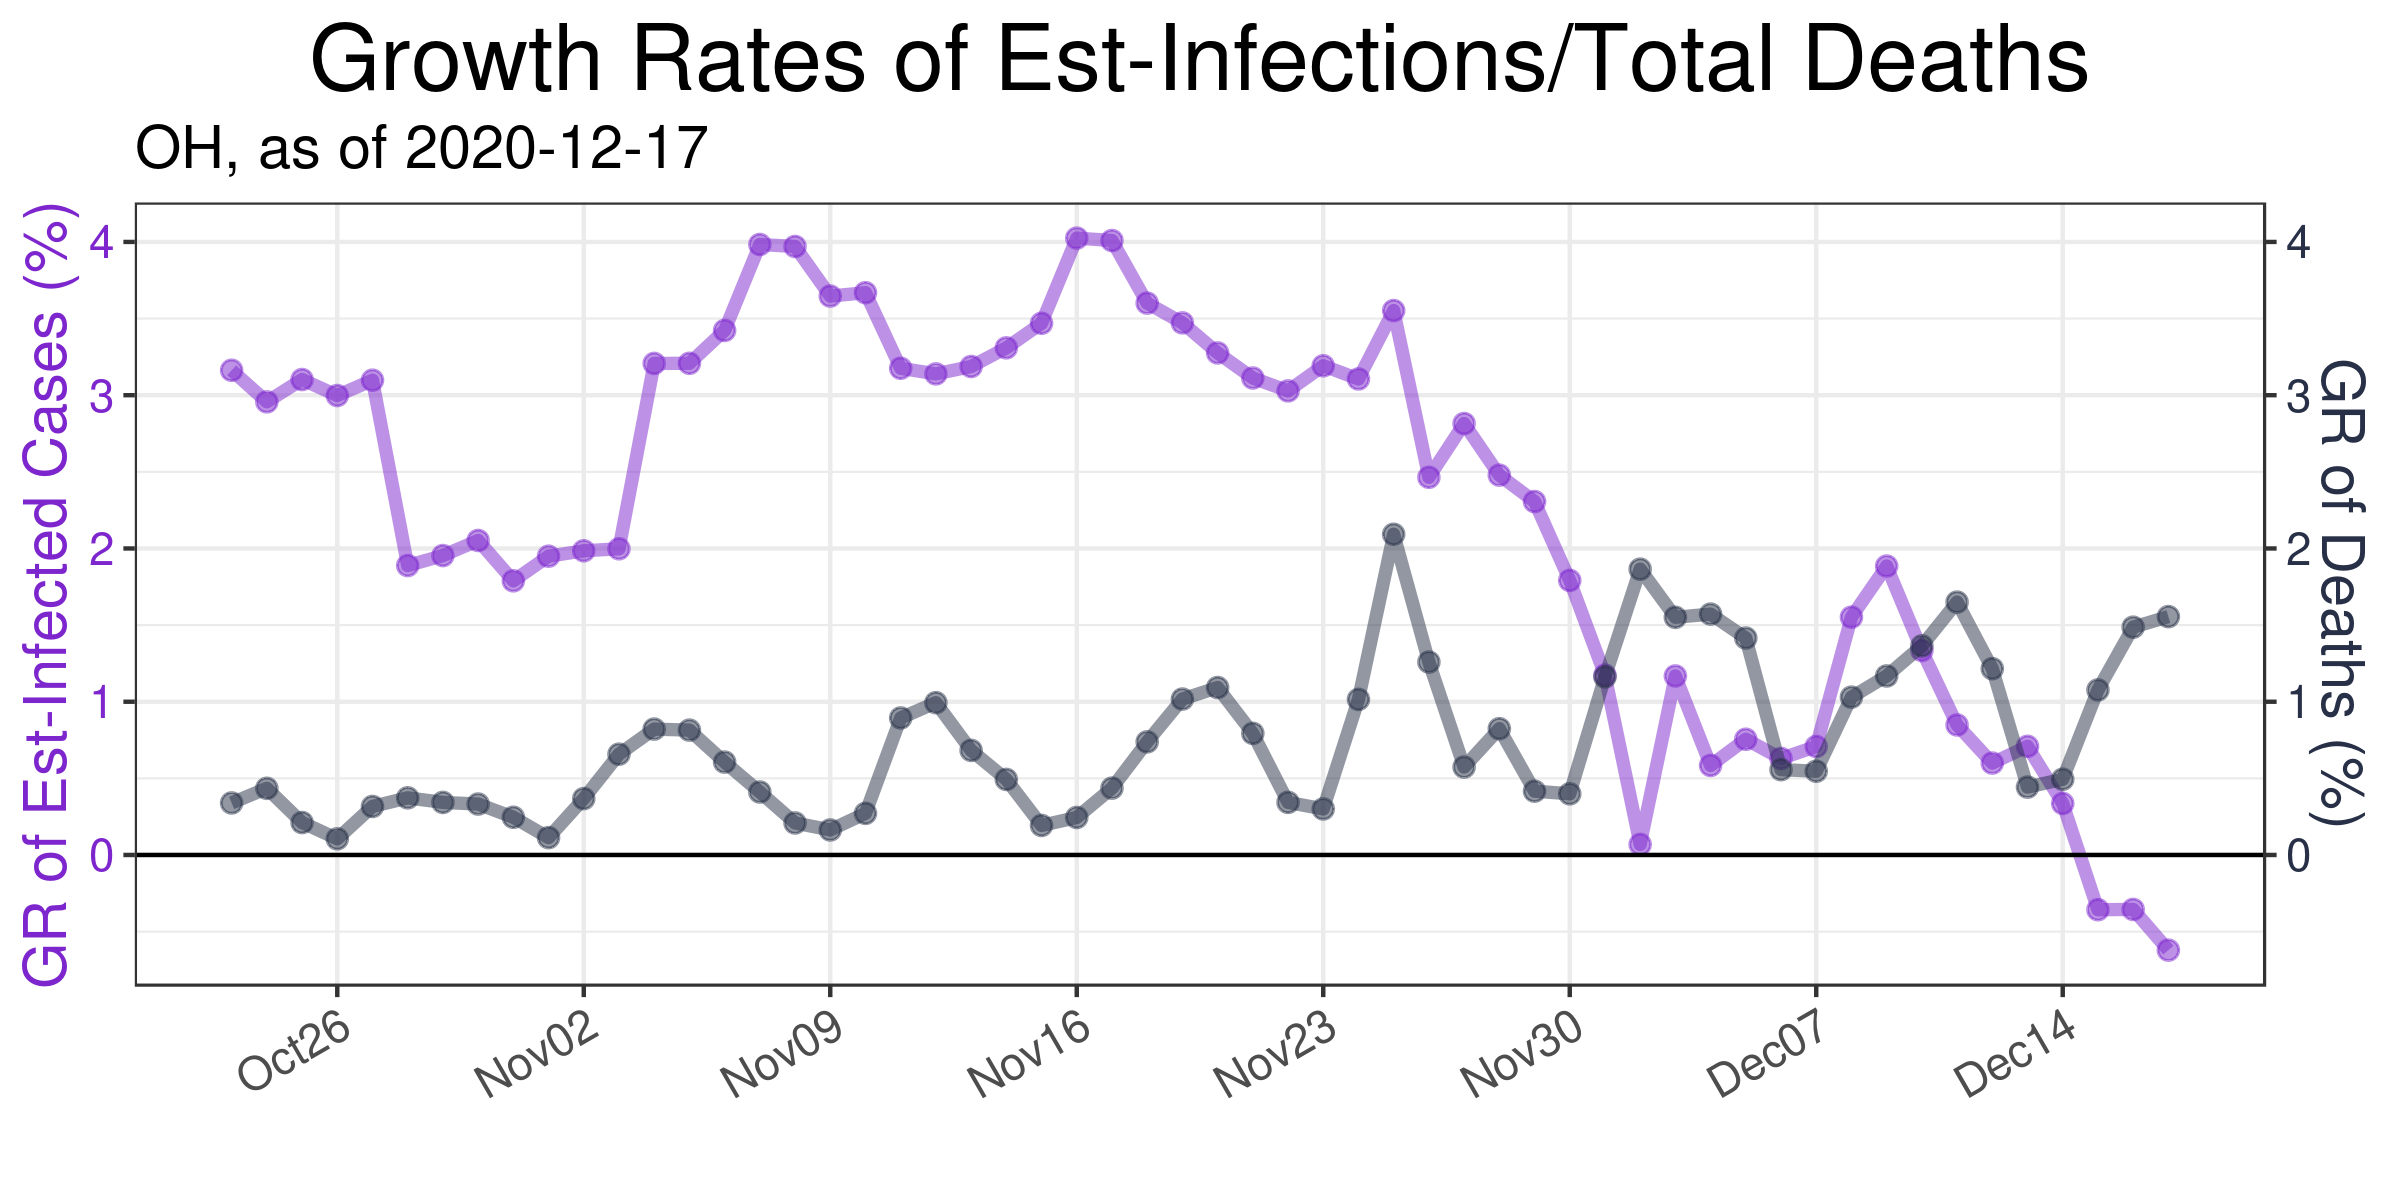 Growth Rates of Est-Infections/Total Deaths
OH, as of 2020-12-17
GR of Est-Infected Cases (%)
4
3
2
1
0
4
3
2
1
0
GR of Deaths (%)
Oct26
Nov02
Nov09
Nov16
Nov23
Nov30
Dec07
Dec14